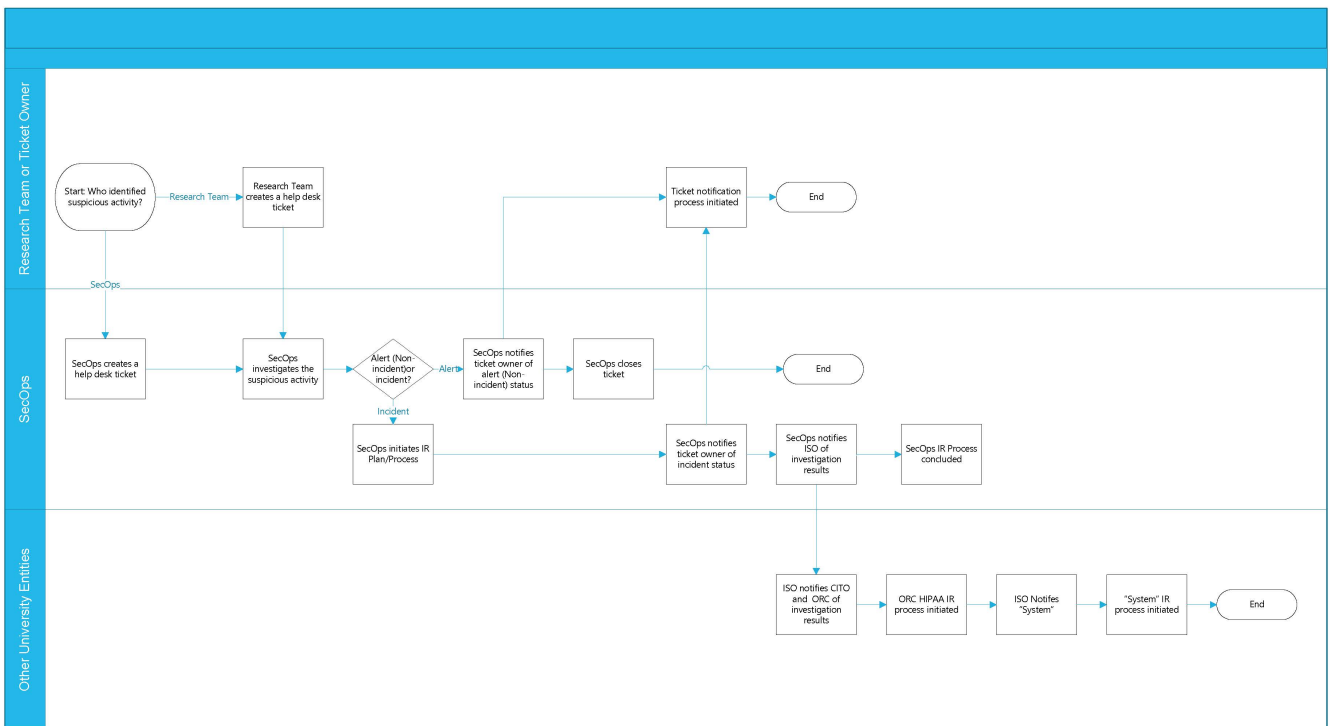 Research Team or Ticket Owner
Start: Who identified
suspicious activity?
Research Team
Research Team
creates a help desk
ticket
Ticket notification
process initiated
End
SecOps
SecOps
SecOps creates a
help desk ticket
SecOps
investigates the
suspicious activity
Alert (Non-
incident)or
incident?
Alert
SecOps notifies
ticket owner of
alert (Non-
incident) status
SecOps closes
ticket
End
Incident
SecOps initiates IR
Plan/Process
SecOps notifies
ticket owner of
incident status
SecOps notifies
ISO of
investigation
results
SecOps IR Process
concluded
Other University Entities
ISO notifies CITO
and ORC of
investigation
results
ORC HIPAA IR
process initiated
ISO Notifes
“System”
“System” IR
process initiated
End